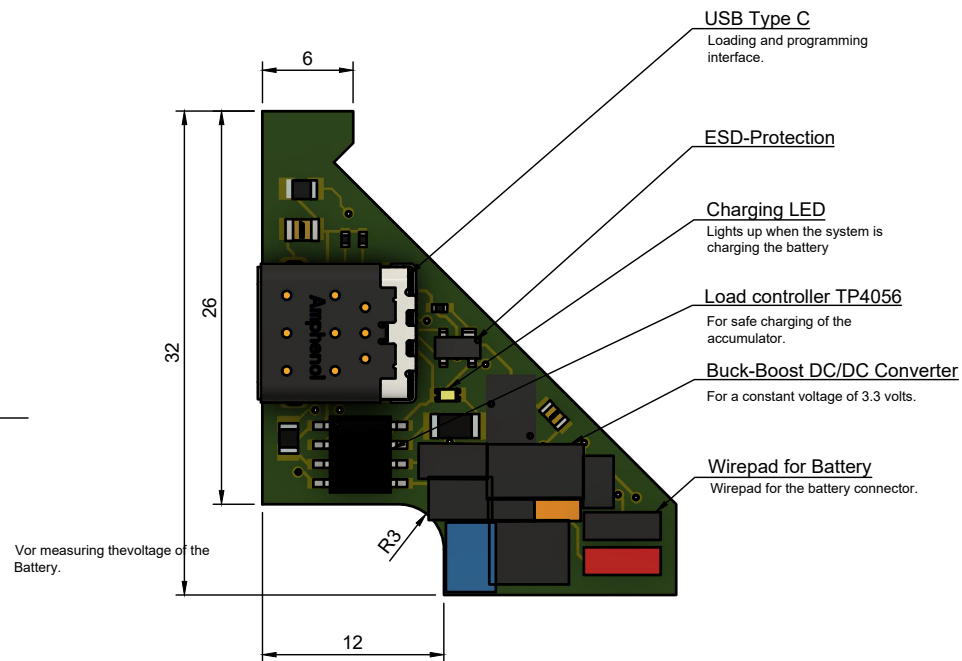 USB Type C
Loading and programming
interface.
6
ESD-Protection
Charging LED
Lights up when the system is
charging the battery
Load controller TP4056
For safe charging of the
accumulator.
26
Amphenol
32
Buck-Boost DC/DC Converter
For a constant voltage of 3.3 volts.
Wirepad for Battery
Wirepad for the battery connector.
R3
Vor measuring thevoltage of the
Battery.
12